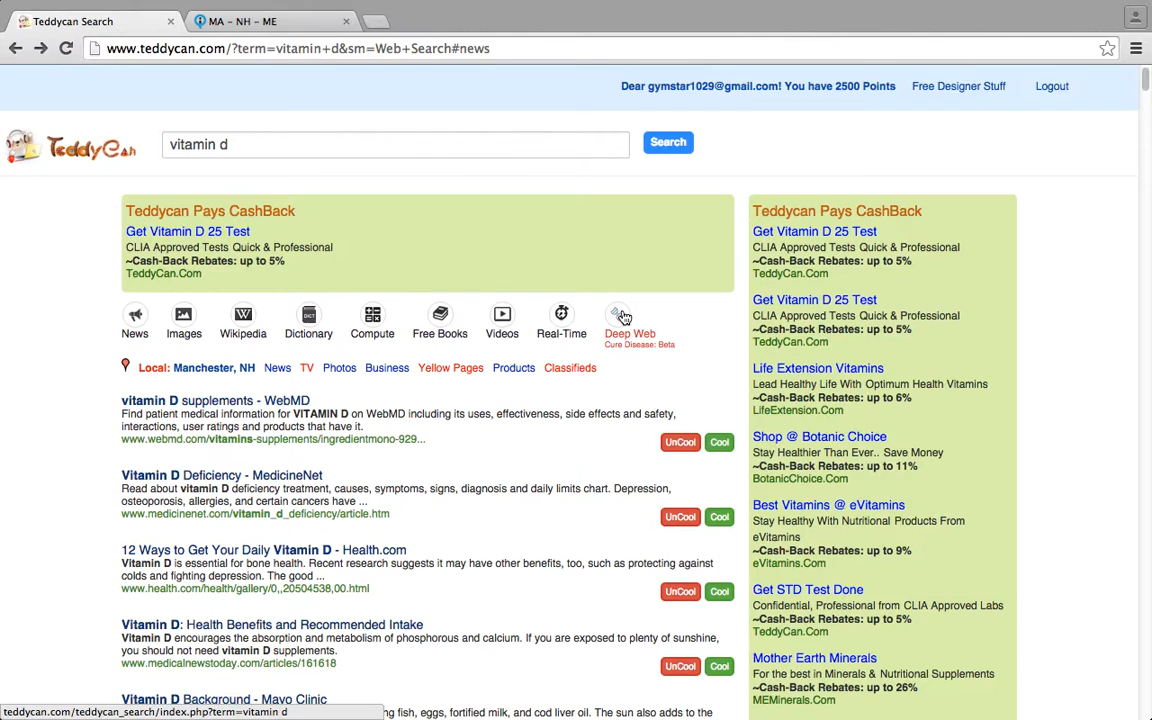 Teddycan Search
MA - NH - ME
www.teddycan.com/?term=vitamin+d&sm=Web+Search#news
Dear gymstar1029@gmail.com! You have 2500 Points Free Designer Stuff Logout
TeddyCan
vitamin d
Search
Teddycan Pays CashBack
Get Vitamin D 25 Test
CLIA Approved Tests Quick & Professional
~Cash-Back Rebates: up to 5%
TeddyCan.Com
News Images Wikipedia Dictionary Compute Free Books Videos Real-Time Deep Web
Cure Disease: Beta
Local: Manchester, NH News TV Photos Business Yellow Pages Products Classifieds
vitamin D supplements - WebMD
Find patient medical information for VITAMIN D on WebMD including its uses, effectiveness, side effects and safety,
interactions, user ratings and products that have it.
www.webmd.com/vitamins-supplements/ingredientmono-929...
UnCool Cool
Vitamin D Deficiency - MedicineNet
Read about vitamin D deficiency treatment, causes, symptoms, signs, diagnosis and daily limits chart. Depression,
osteoporosis, allergies, and certain cancers have ...
www.medicinenet.com/vitamin_d_deficiency/article.htm
UnCool Cool
12 Ways to Get Your Daily Vitamin D - Health.com
Vitamin D is essential for bone health. Recent research suggests it may have other benefits, too, such as protecting against
colds and fighting depression. The good ...
www.health.com/health/gallery/0,,20504538,00.html
UnCool Cool
Vitamin D: Health Benefits and Recommended Intake
Vitamin D encourages the absorption and metabolism of phosphorous and calcium. If you are exposed to plenty of sunshine,
you should not need vitamin D supplements.
www.medicalnewstoday.com/articles/161618
UnCool Cool
Vitamin D Background - Mayo Clinic
ng fish, eggs, fortified milk, and cod liver oil. The sun also adds to the
teddycan.com/teddycan_search/index.php?term=vitamin d
Teddycan Pays CashBack
Get Vitamin D 25 Test
CLIA Approved Tests Quick & Professional
~Cash-Back Rebates: up to 5%
TeddyCan.Com
Get Vitamin D 25 Test
CLIA Approved Tests Quick & Professional
~Cash-Back Rebates: up to 5%
TeddyCan.Com
Life Extension Vitamins
Lead Healthy Life With Optimum Health Vitamins
~Cash-Back Rebates: up to 6%
LifeExtension.Com
Shop @ Botanic Choice
Stay Healthier Than Ever.. Save Money
~Cash-Back Rebates: up to 11%
BotanicChoice.Com
Best Vitamins @ eVitamins
Stay Healthy With Nutritional Products From
eVitamins
~Cash-Back Rebates: up to 9%
eVitamins.Com
Get STD Test Done
Confidential, Professional from CLIA Approved Labs
~Cash-Back Rebates: up to 5%
TeddyCan.Com
Mother Earth Minerals
For the best in Minerals & Nutritional Supplements
~Cash-Back Rebates: up to 26%
MEMinerals.Com